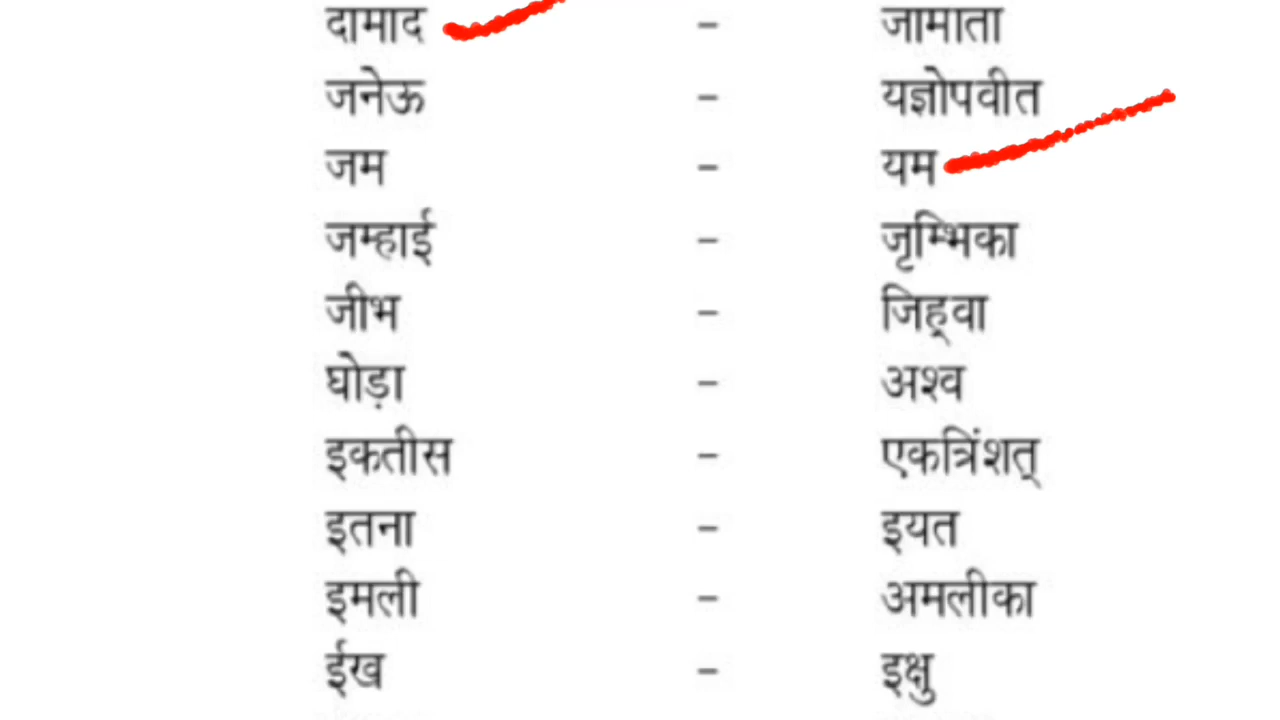 दामाद - जामाता
जनेऊ - यज्ञोपवीत
जम - यम
जम्हाई - जृम्भिका
जीभ - जिह्वा
घोड़ा - अश्व
इकतीस - एकत्रिंशत्
इतना - इयत
इमली - अमलीका
ईख - इक्षु